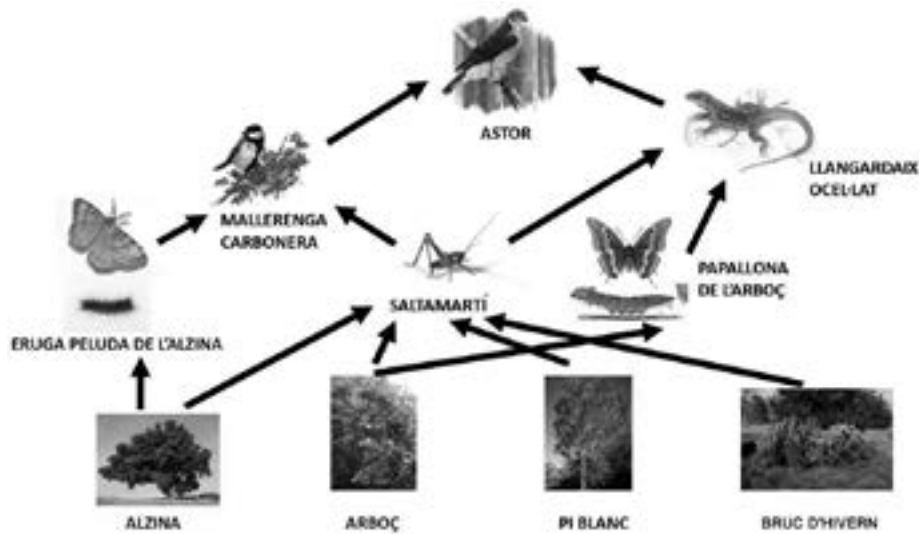 ASTOR
LLANGARDAIX
OCEL·LAT
MALLERENGA
CARBONERA
PAPALLONA
DE L'ARBOÇ
SALTAMARTÍ
ERUGA PELUDA DE L'ALZINA
ALZINA
ARBOÇ
PI BLANC
BRUC D'HIVERN